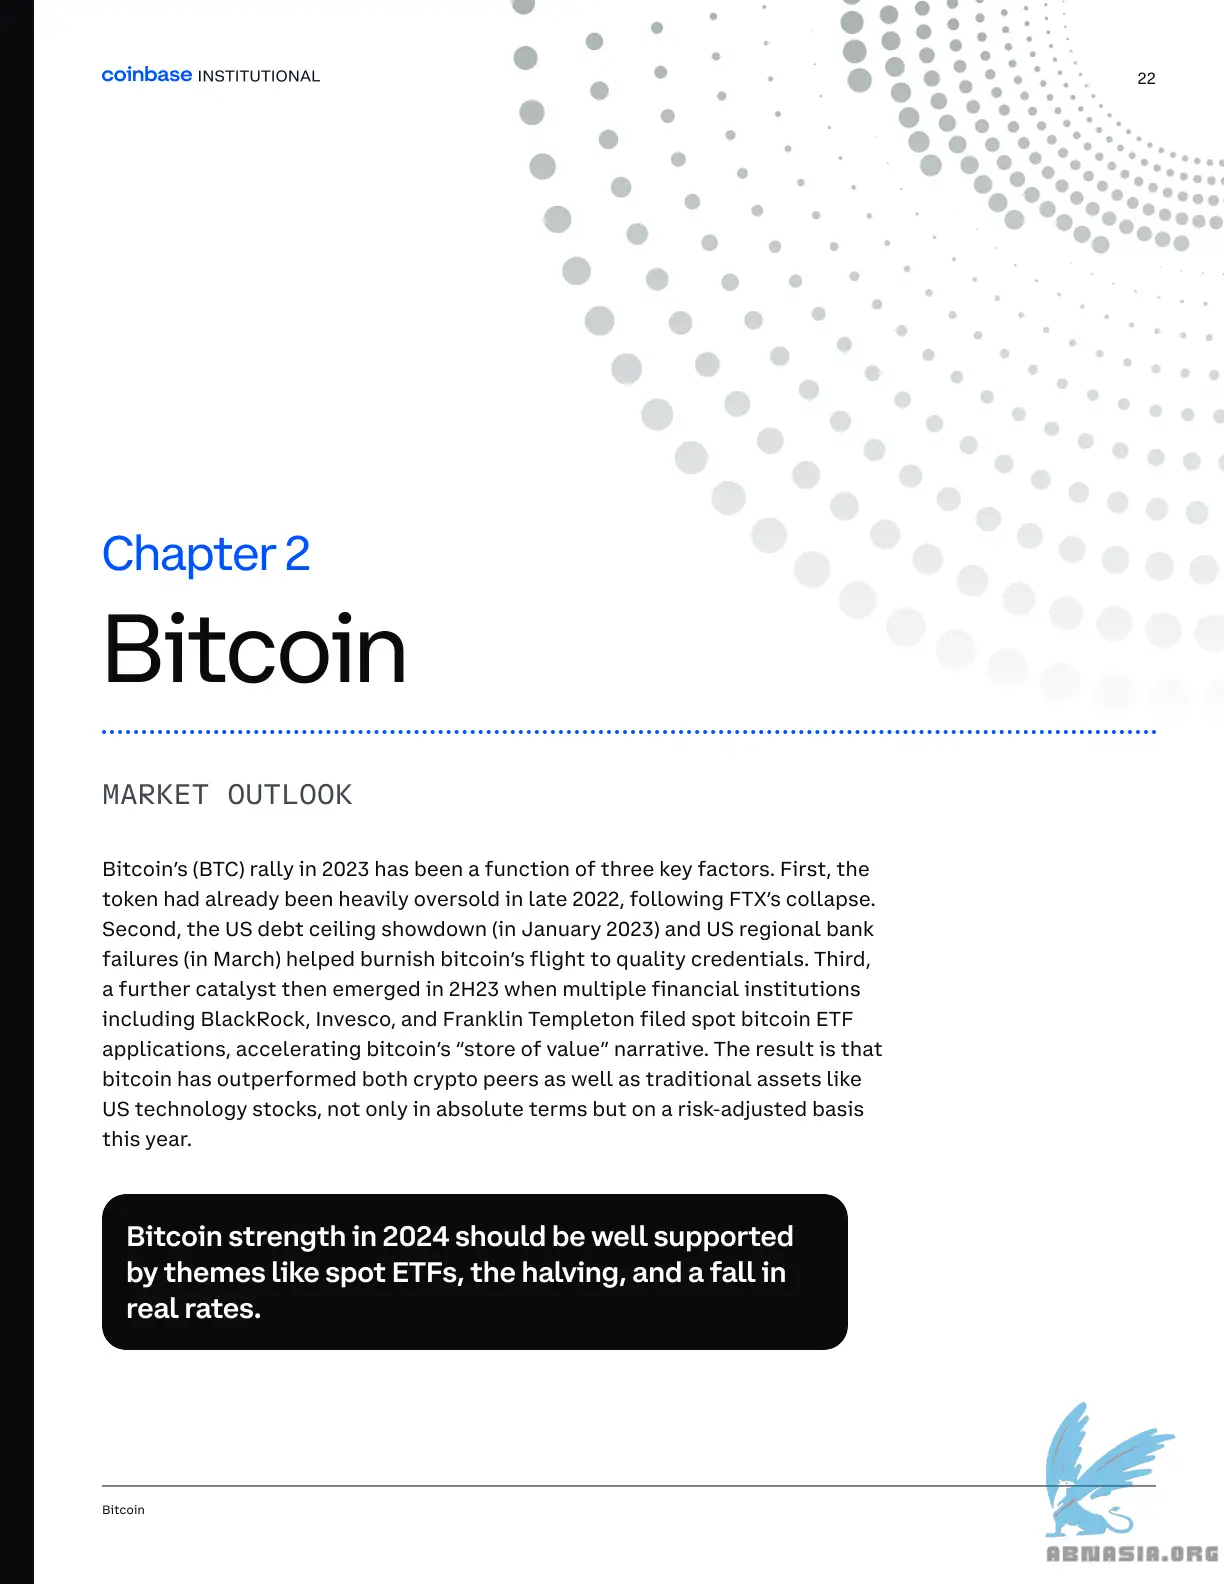 coinbase INSTITUTIONAL
22
Chapter 2
Bitcoin
MARKET OUTLOOK
Bitcoin’s (BTC) rally in 2023 has been a function of three key factors. First, the
token had already been heavily oversold in late 2022, following FTX’s collapse.
Second, the US debt ceiling showdown (in January 2023) and US regional bank
failures (in March) helped burnish bitcoin’s flight to quality credentials. Third,
a further catalyst then emerged in 2H23 when multiple financial institutions
including BlackRock, Invesco, and Franklin Templeton filed spot bitcoin ETF
applications, accelerating bitcoin’s “store of value” narrative. The result is that
bitcoin has outperformed both crypto peers as well as traditional assets like
US technology stocks, not only in absolute terms but on a risk-adjusted basis
this year.
Bitcoin strength in 2024 should be well supported
by themes like spot ETFs, the halving, and a fall in
real rates.
Bitcoin
ABNASIA.ORG